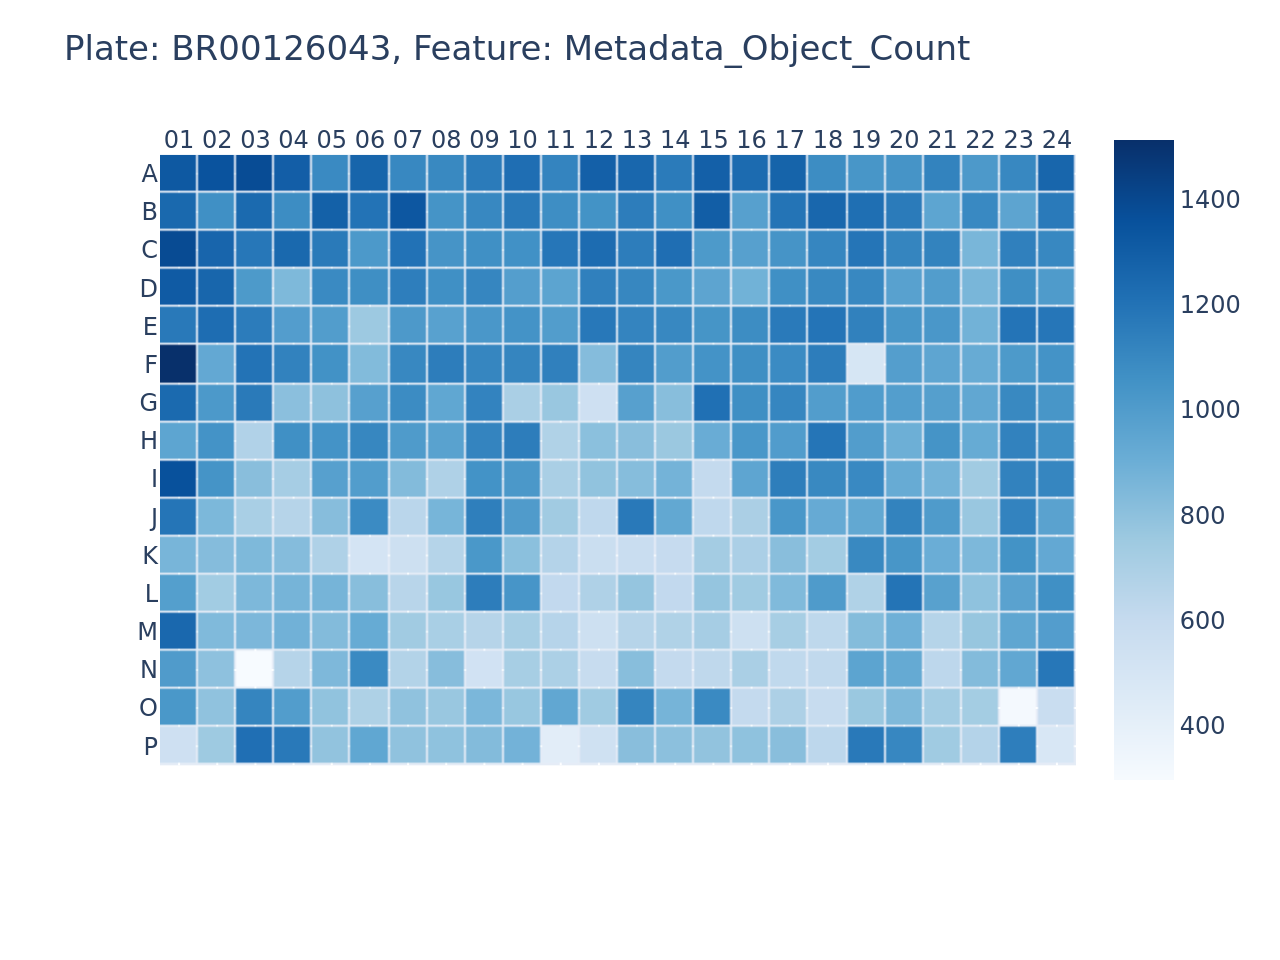 Plate: BR00126043, Feature: Metadata_Object_Count
01 02 03 04 05 06 07 08 09 10 11 12 13 14 15 16 17 18 19 20 21 22 23 24
A
B
C
D
E
F
G
H
I
J
K
L
M
N
O
P
1400
1200
1000
800
600
400